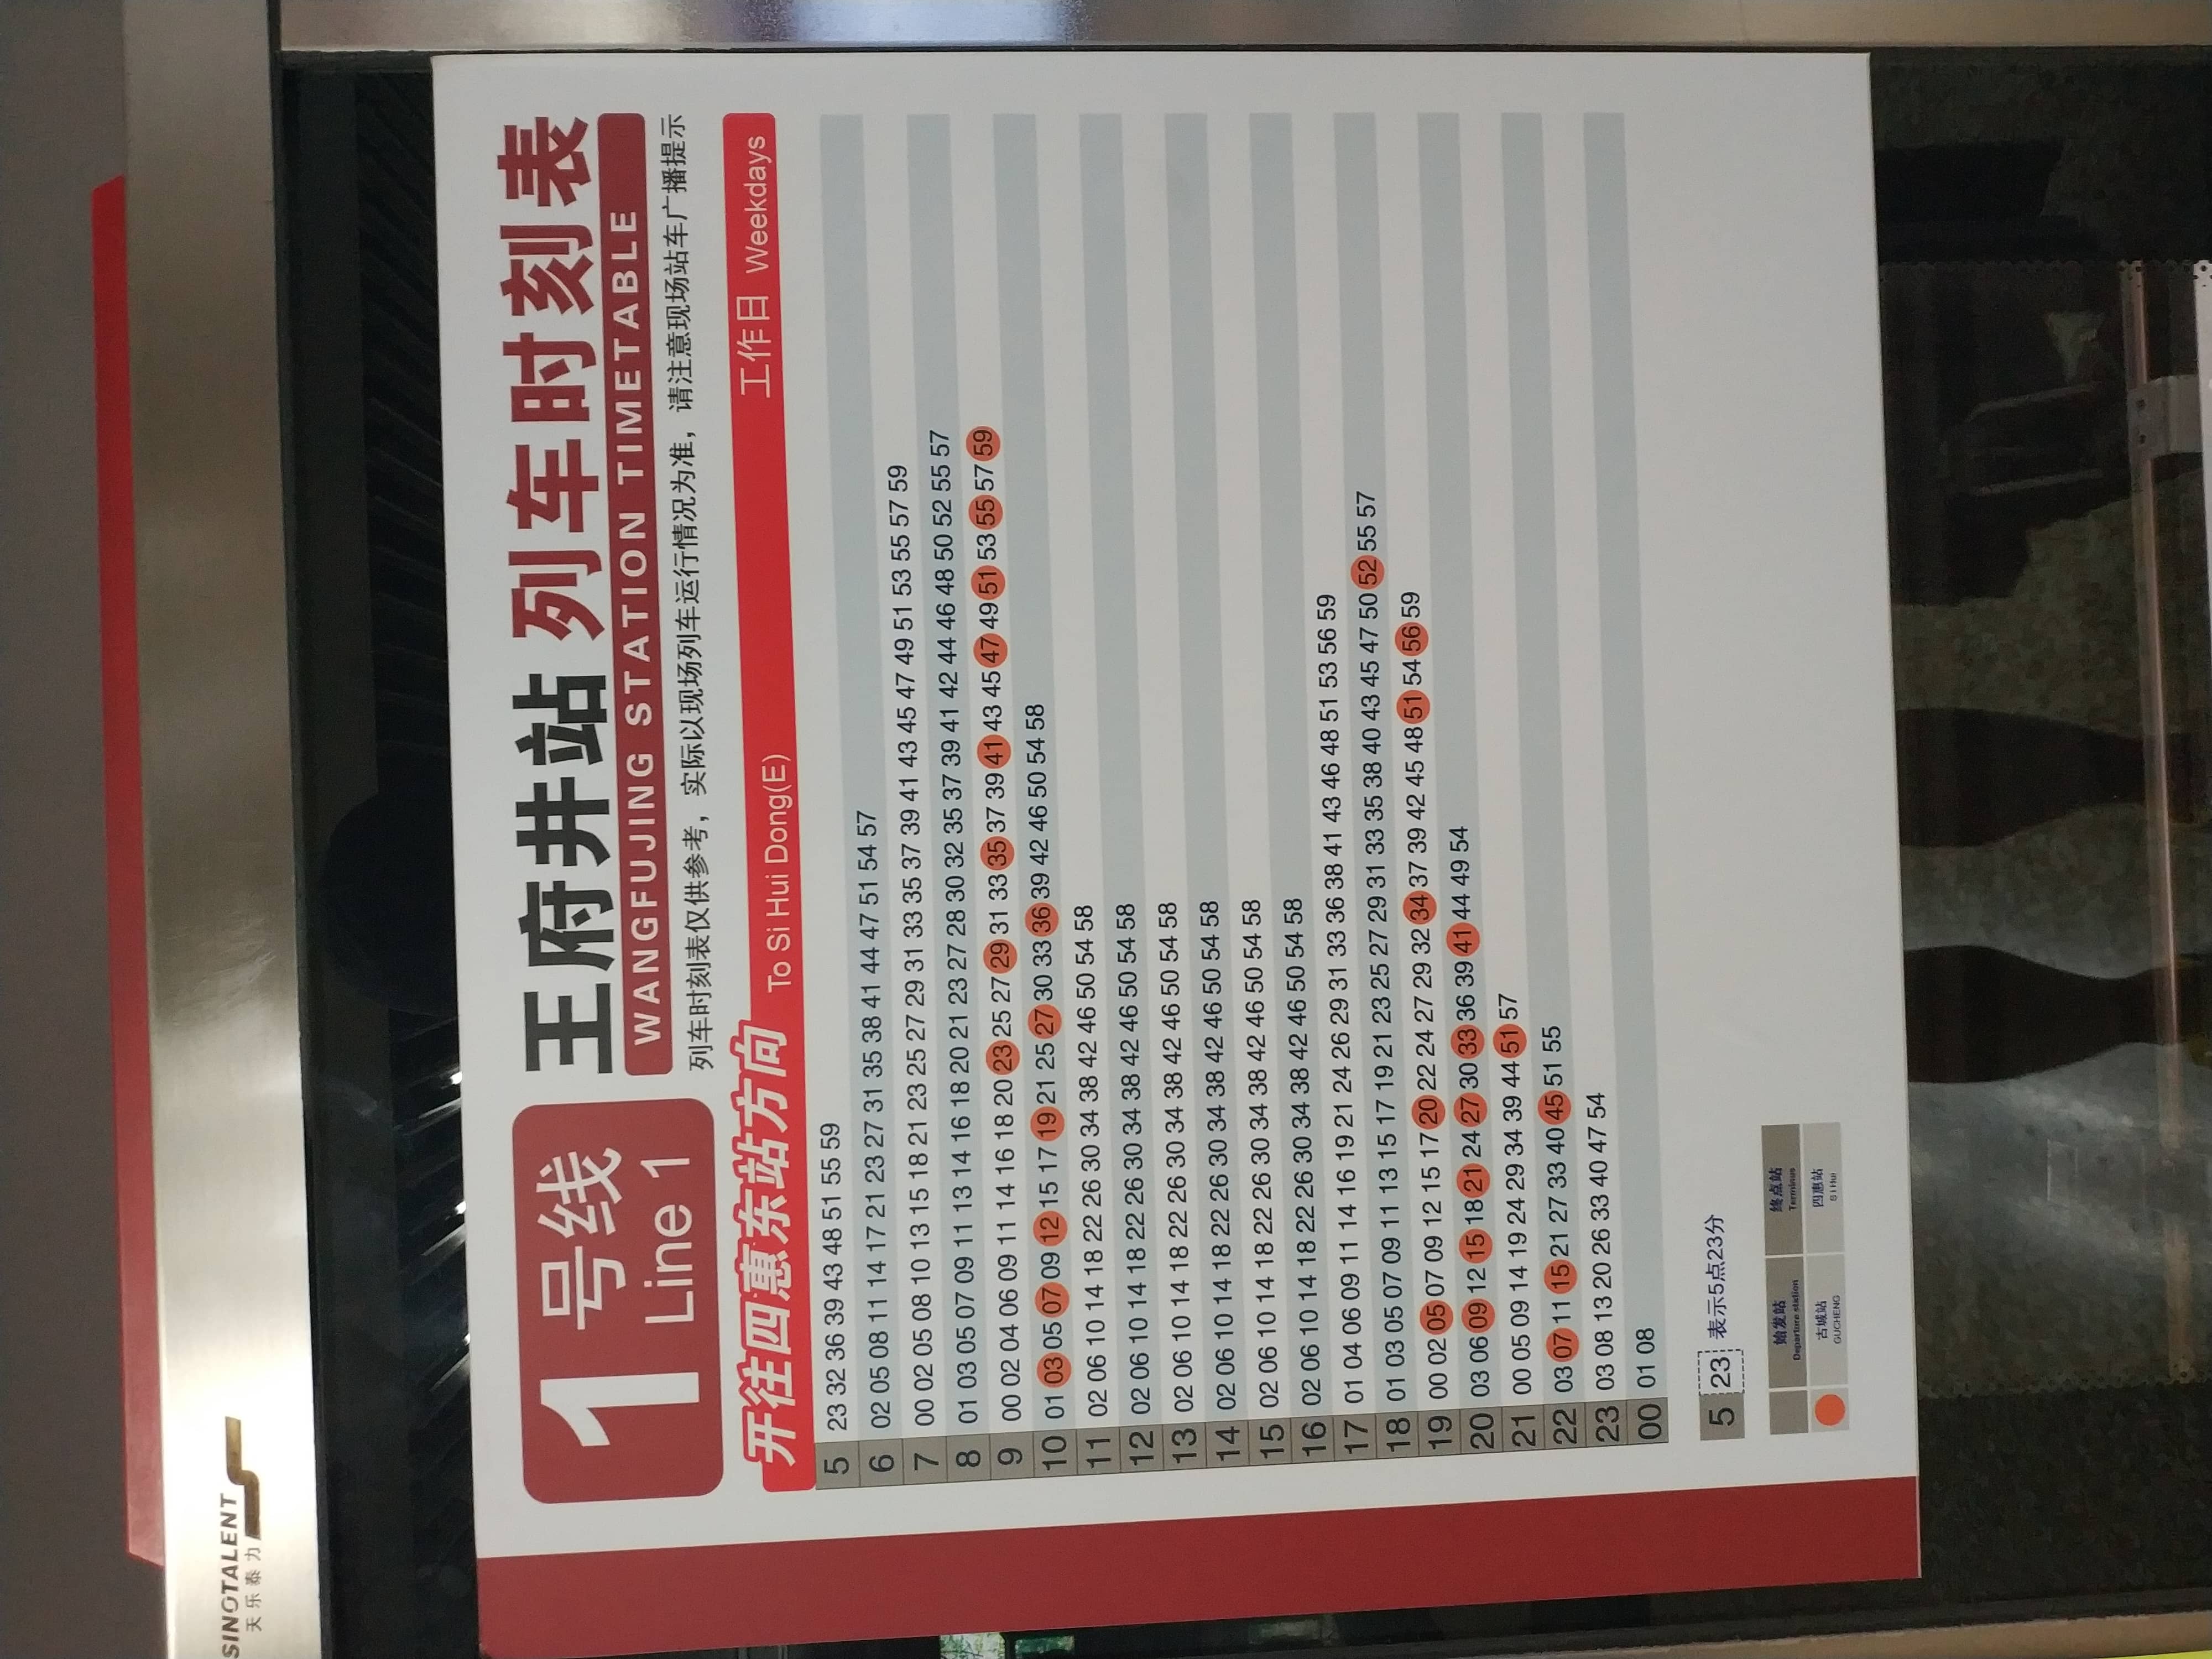 SINOTALENT
天乐泰力
1 号线
Line 1
王府井站 列车时刻表
WANGFUJING STATION TIMETABLE
列车时刻表仅供参考，实际以现场列车运行情况为准，请注意现场站车广播提示
开往四惠东站方向 To Si Hui Dong(E) 工作日 Weekdays
5 23 32 36 39 43 48 51 55 59
6 02 05 08 11 14 17 21 23 27 31 35 38 41 44 47 51 54 57
7 00 02 05 08 10 13 15 18 21 23 25 27 29 31 33 35 37 39 41 43 45 47 49 51 53 55 57 59
8 01 03 05 07 09 11 13 14 16 18 20 21 23 27 28 30 32 35 37 39 41 42 44 46 48 50 52 55 57
9 00 02 04 06 09 11 14 16 18 20 23 25 27 29 31 33 35 37 39 41 43 45 47 49 51 53 55 57 59
10 01 03 05 07 09 12 15 17 19 21 25 27 30 33 36 39 42 46 50 54 58
11 02 06 10 14 18 22 26 30 34 38 42 46 50 54 58
12 02 06 10 14 18 22 26 30 34 38 42 46 50 54 58
13 02 06 10 14 18 22 26 30 34 38 42 46 50 54 58
14 02 06 10 14 18 22 26 30 34 38 42 46 50 54 58
15 02 06 10 14 18 22 26 30 34 38 42 46 50 54 58
16 02 06 10 14 18 22 26 30 34 38 42 46 50 54 58
17 01 04 06 09 11 14 16 19 21 24 26 29 31 33 36 38 41 43 46 48 51 53 56 59
18 01 03 05 07 09 11 13 15 17 19 21 23 25 27 29 31 33 35 38 40 43 45 47 50 52 55 57
19 00 02 05 07 09 12 15 17 20 22 24 27 29 32 34 37 39 42 45 48 51 54 56 59
20 03 06 09 12 15 18 21 24 27 30 33 36 39 41 44 49 54
21 00 05 09 14 19 24 29 34 39 44 51 57
22 03 07 11 15 21 27 33 40 45 51 55
23 03 08 13 20 26 33 40 47 54
00 01 08
5 23 表示5点23分
始发站 终点站
Departure station Terminus
古城站 四惠站
GUCHENG Si Hui